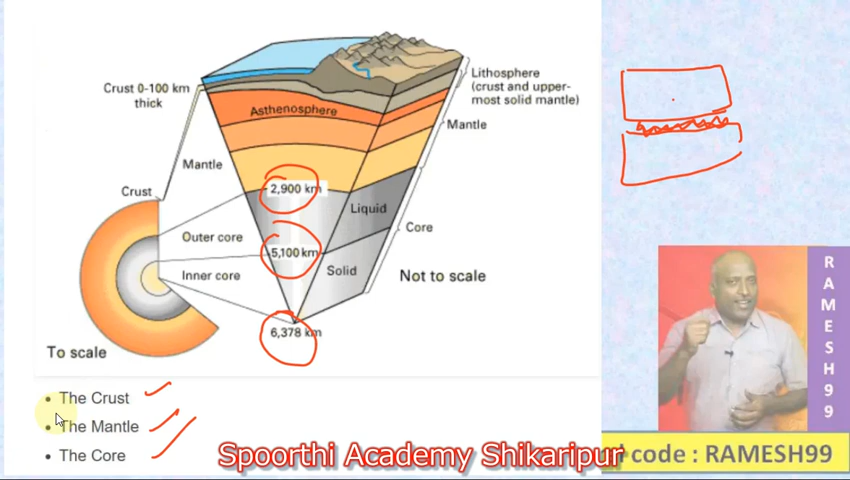 Crust 0-100 km
thick
Asthenosphere
Lithosphere
(crust and upper-
most solid mantle)
Mantle
Mantle
2,900 km
Crust
Liquid
Outer core
Core
5,100 km
Inner core
Solid
Not to scale
6,378 km
To scale
• The Crust
• The Mantle
• The Core
RAMESH99
Spoorthi Academy Shikaripur
code : RAMESH99